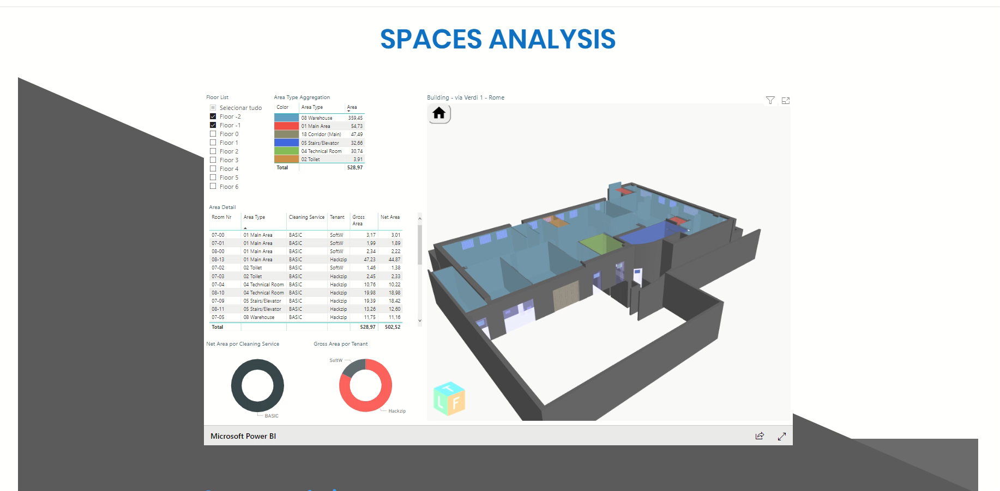 SPACES ANALYSIS
Floor List
Selecionar tudo
Floor -2
Floor -1
Floor 0
Floor 1
Floor 2
Floor 3
Floor 4
Floor 5
Floor 6
Area Type Aggregation
Color Area Type Area
08 Warehouse 359,45
01 Main Area 54,73
18 Corridor (Main) 47,49
05 Stairs/Elevator 32,66
04 Technical Room 30,74
02 Toilet 3,91
Total 528,97
Building - via Verdi 1 - Rome
Area Detail
Room Nr Area Type Cleaning Service Tenant Gross Area Net Area
07-00 01 Main Area BASIC SoftW 3,17 3,01
07-01 01 Main Area BASIC SoftW 1,99 1,89
08-00 01 Main Area BASIC SoftW 2,34 2,22
08-13 01 Main Area BASIC Hackzip 47,23 44,87
07-02 02 Toilet BASIC SoftW 1,46 1,38
07-03 02 Toilet BASIC Hackzip 2,45 2,33
07-04 04 Technical Room BASIC Hackzip 10,76 10,22
08-10 04 Technical Room BASIC Hackzip 19,98 18,98
07-09 05 Stairs/Elevator BASIC Hackzip 19,39 18,42
08-11 05 Stairs/Elevator BASIC Hackzip 13,26 12,60
07-05 08 Warehouse BASIC Hackzip 11,75 11,16
Total 528,97 502,52
Net Area por Cleaning Service
BASIC
Gross Area por Tenant
SoftW
Hackzip
T
L F
Microsoft Power BI